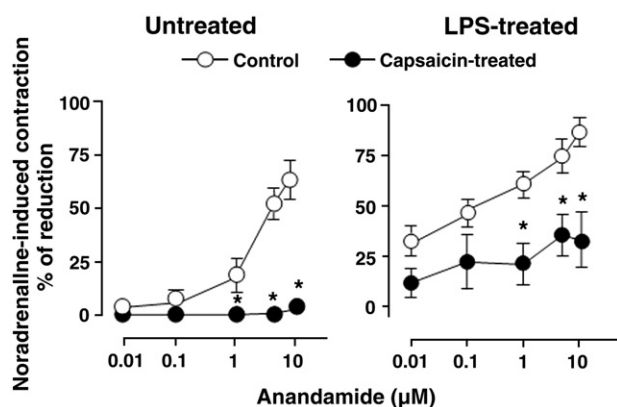 Untreated LPS-treated
Control Capsaicin-treated
Noradrenaline-induced contraction
% of reduction
100
75
50
25
0
* * *
0.01 0.1 1 10
100
75
50
25
0
* * *
0.01 0.1 1 10
Anandamide (µM)